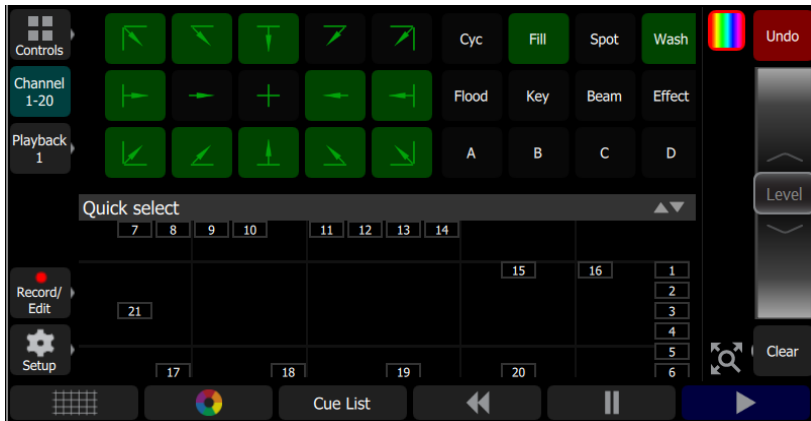 Controls
Cyc Fill Spot Wash
Undo
Channel
1-20
Flood Key Beam Effect
Playback
1
A B C D
Level
Quick select
7 8 9 10 11 12 13 14
15 16 1
2
Record/
Edit
21 3
4
Setup
5
Clear
17 18 19 20 6
Cue List